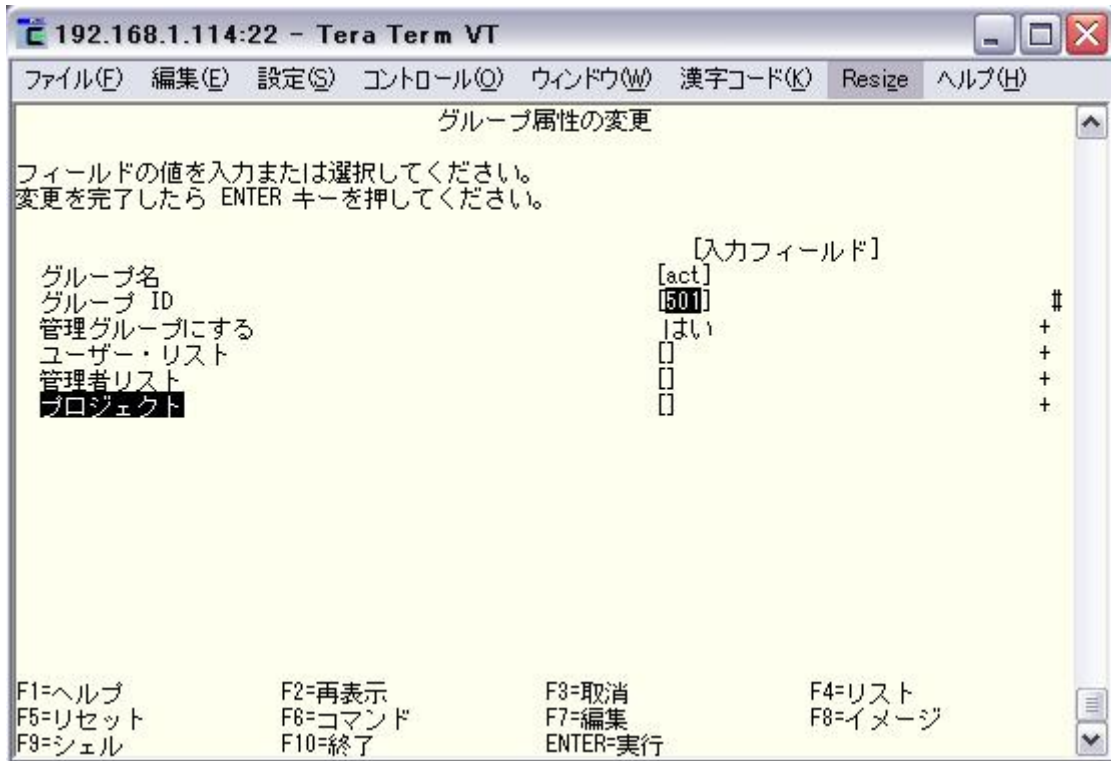 192.168.1.114:22 - Tera Term VT
ファイル(F) 編集(E) 設定(S) コントロール(O) ウィンドウ(W) 漢字コード(K) Resize ヘルプ(H)
グループ属性の変更
フィールドの値を入力または選択してください。
変更を完了したら ENTER キーを押してください。
[入力フィールド]
グループ名 [act]
グループ ID [501] #
管理グループにする はい +
ユーザー・リスト [] +
管理者リスト [] +
プロジェクト [] +
F1=ヘルプ F2=再表示 F3=取消 F4=リスト
F5=リセット F6=コマンド F7=編集 F8=イメージ
F9=シェル F10=終了 ENTER=実行